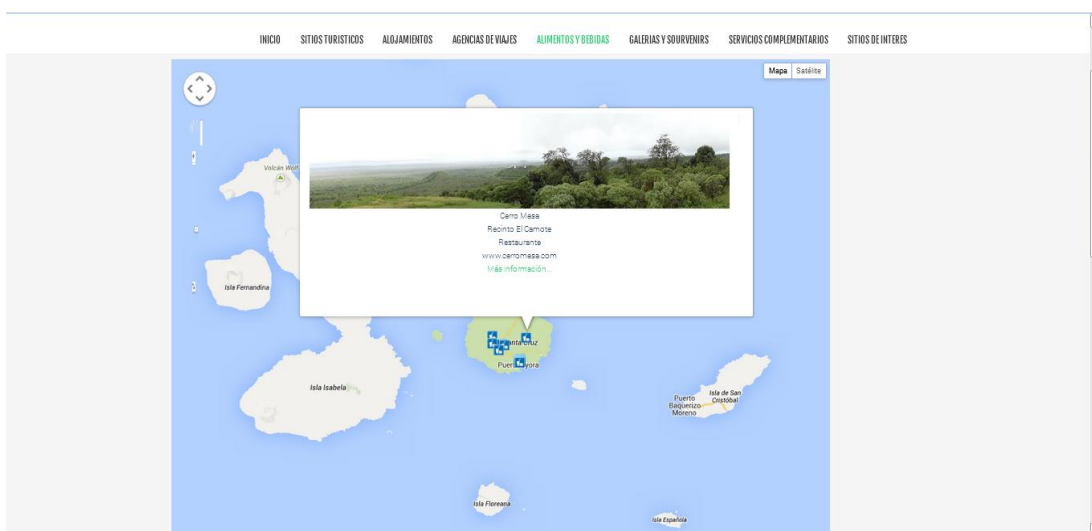 INICIO SITIOS TURISTICOS ALOJAMIENTOS AGENCIAS DE VIAJES ALIMENTOS Y BEBIDAS GALERIAS Y SOURVENIRS SERVICIOS COMPLEMENTARIOS SITIOS DE INTERES
Mapa Satélite
Volcán Wolf
Cerro Mesa
Recinto El Camote
Restaurante
www.cerromesa.com
Más información...
Isla Fernandina
Isla Isabela
Puerto
Baquerizo
Moreno
Isla de San
Cristóbal
Isla Floreana
Isla Española